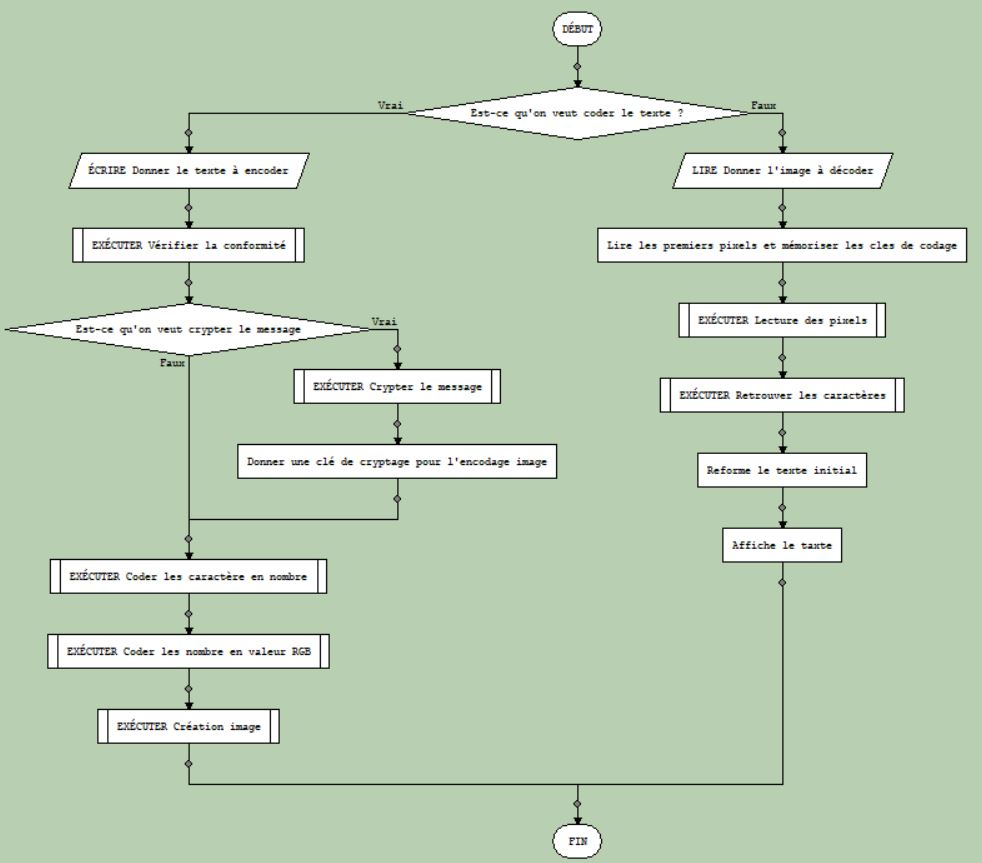 DÉBUT
Est-ce qu'on veut coder le texte ?
Vrai
Faux
ÉCRIRE Donner le texte à encoder
LIRE Donner l'image à décoder
EXÉCUTER Vérifier la conformité
Lire les premiers pixels et mémoriser les cles de codage
Est-ce qu'on veut crypter le message
Vrai
Faux
EXÉCUTER Lecture des pixels
EXÉCUTER Crypter le message
EXÉCUTER Retrouver les caractères
Donner une clé de cryptage pour l'encodage image
Reforme le texte initial
Affiche le taxte
EXÉCUTER Coder les caractère en nombre
EXÉCUTER Coder les nombre en valeur RGB
EXÉCUTER Création image
FIN